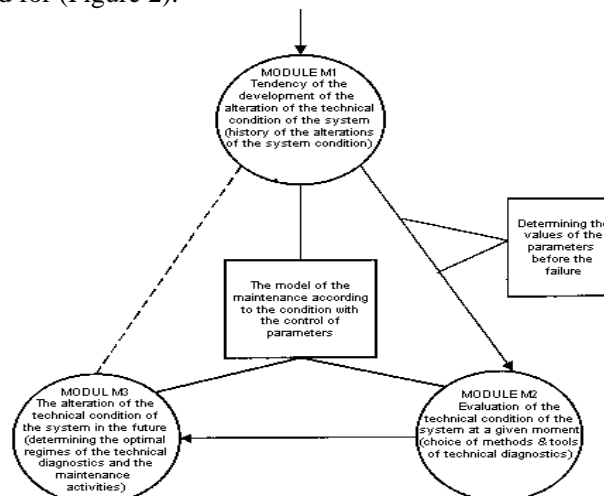 d for (Figure 2).
MODULE M1
Tendency of the
development of the
alteration of the technical
condition of the system
(history of the alterations
of the system condition)
Determining the
values of the
parameters
before the
failure
The model of the
maintenance according
to the condition with
the control of
parameters
MODUL M3
The alteration of the
technical condition of
the system in the future
(determining the optimal
regimes of the technical
diagnostics and the
maintenance
activities)
MODULE M2
Evaluation of the
technical condition of the
system at a given moment
(choice of methods & tools
of technical diagnostics)